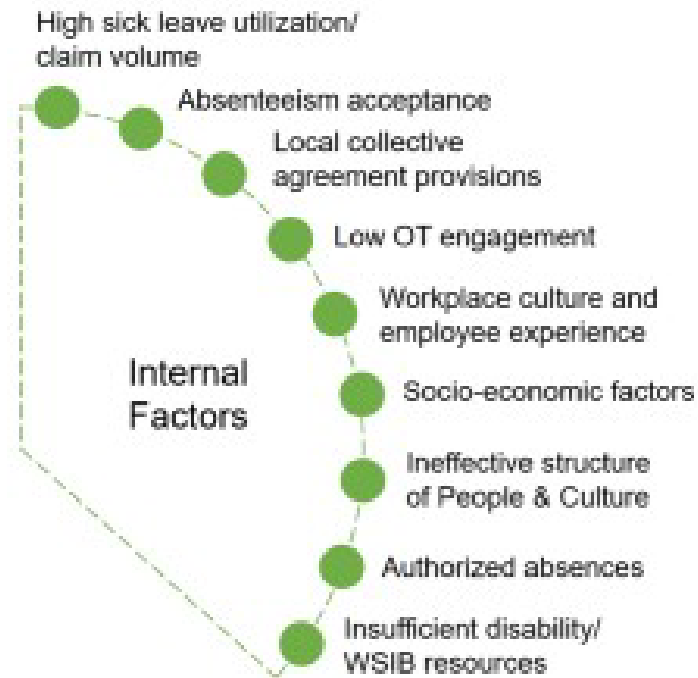 High sick leave utilization/
claim volume
Absenteeism acceptance
Local collective
agreement provisions
Low OT engagement
Workplace culture and
employee experience
Internal
Factors
Socio-economic factors
Ineffective structure
of People & Culture
Authorized absences
Insufficient disability/
WSIB resources